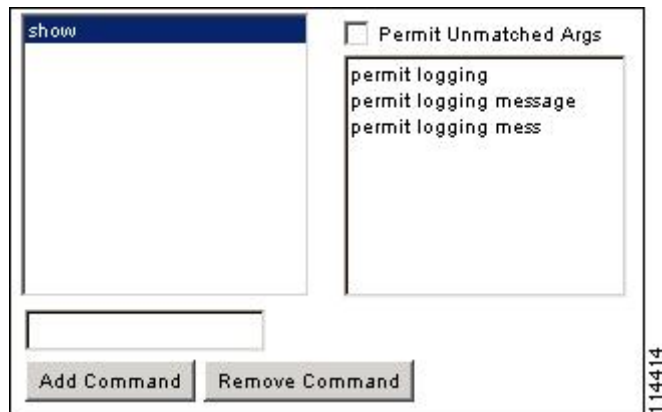 show
Permit Unmatched Args
permit logging
permit logging message
permit logging mess
Add Command
Remove Command
114414